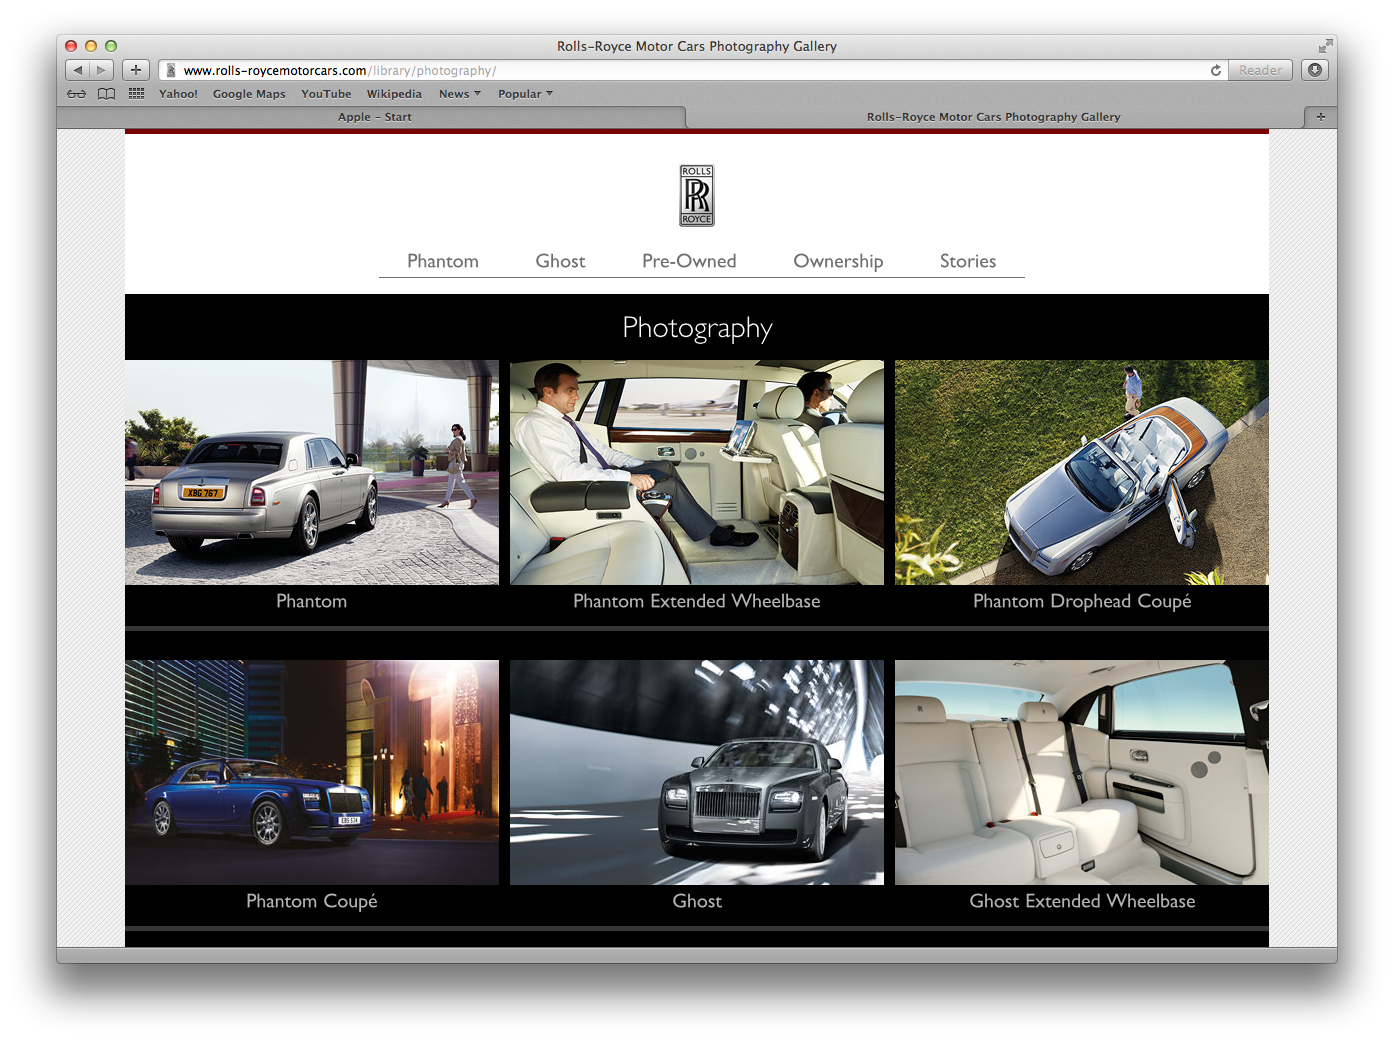 Rolls-Royce Motor Cars Photography Gallery
www.rolls-roycemotorcars.com/library/photography/
Reader
Yahoo! Google Maps YouTube Wikipedia News Popular
Apple - Start
Rolls-Royce Motor Cars Photography Gallery
ROLLS
RR
ROYCE
Phantom Ghost Pre-Owned Ownership Stories
Photography
XBG 767
Phantom
Phantom Extended Wheelbase
Phantom Drophead Coupé
EBS 534
Phantom Coupé
Ghost
Ghost Extended Wheelbase